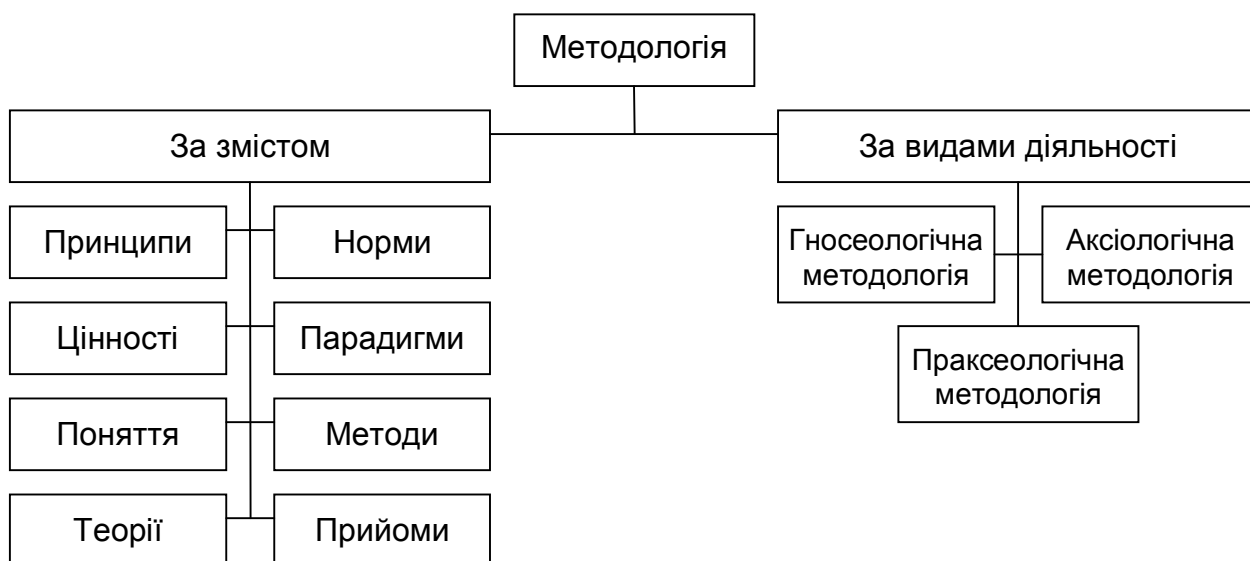 Методологія
За змістом
За видами діяльності
Принципи
Норми
Цінності
Парадигми
Поняття
Методи
Теорії
Прийоми
Гносеологічна
методологія
Аксіологічна
методологія
Праксеологічна
методологія